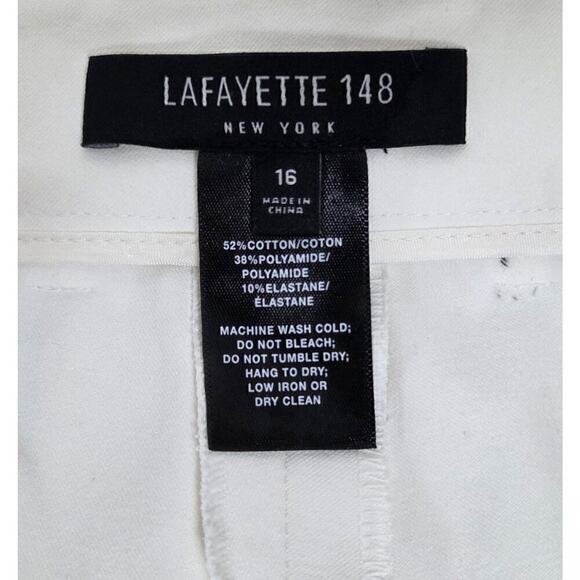 LAFAYETTE 148
NEW YORK
16
MADE IN
CHINA
52%COTTON/COTON
38%POLYAMIDE/
POLYAMIDE
10%ELASTANE/
ÉLASTANE
MACHINE WASH COLD;
DO NOT BLEACH;
DO NOT TUMBLE DRY;
HANG TO DRY;
LOW IRON OR
DRY CLEAN